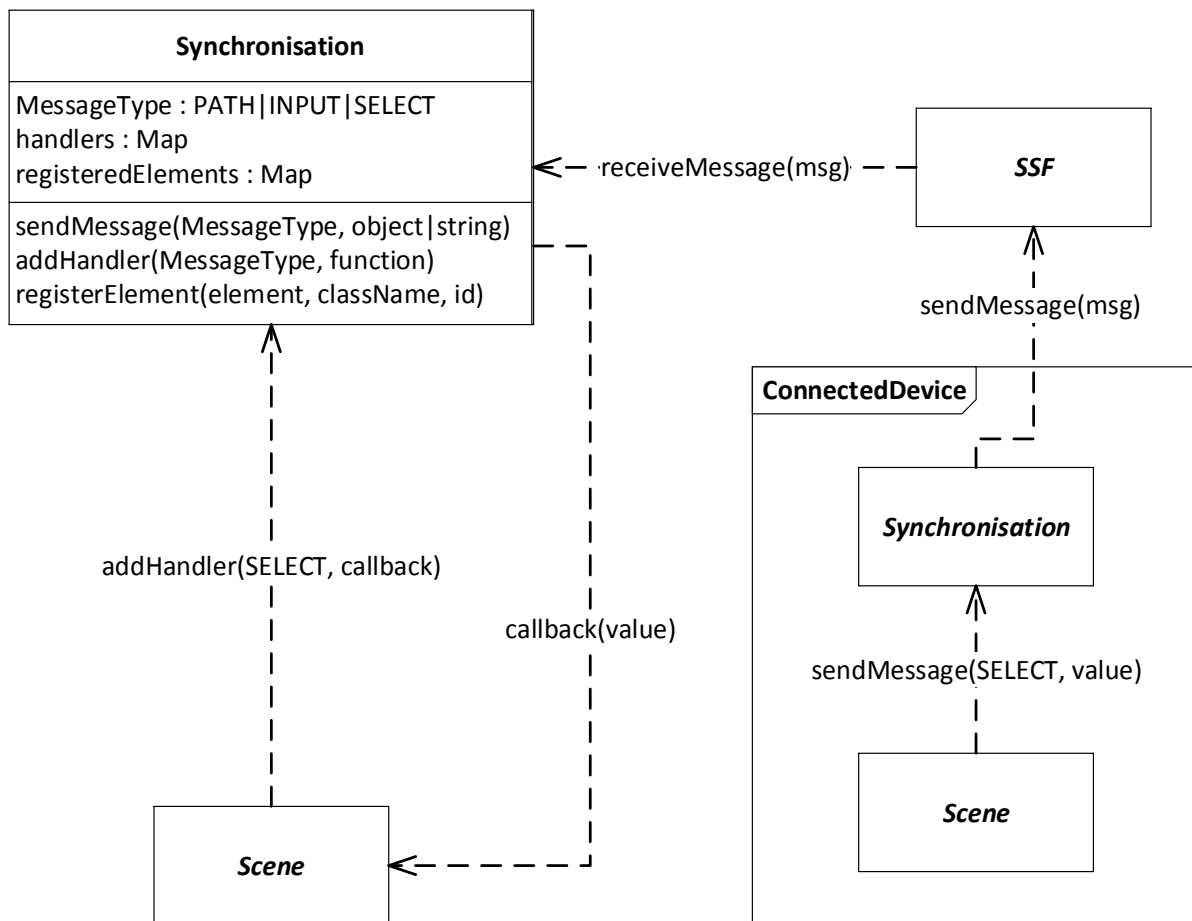 Synchronisation
MessageType : PATH|INPUT|SELECT
handlers : Map
registeredElements : Map
sendMessage(MessageType, object|string)
addHandler(MessageType, function)
registerElement(element, className, id)
receiveMessage(msg)
SSF
sendMessage(msg)
ConnectedDevice
Synchronisation
addHandler(SELECT, callback)
callback(value)
sendMessage(SELECT, value)
Scene
Scene